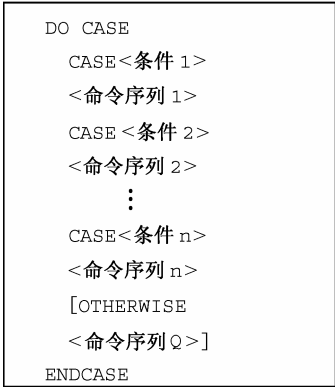 DO CASE
CASE<条件 1>
<命令序列 1>
CASE <条件 2>
<命令序列 2>
⋮
CASE<条件 n>
<命令序列 n>
[OTHERWISE
<命令序列 Q>]
ENDCASE